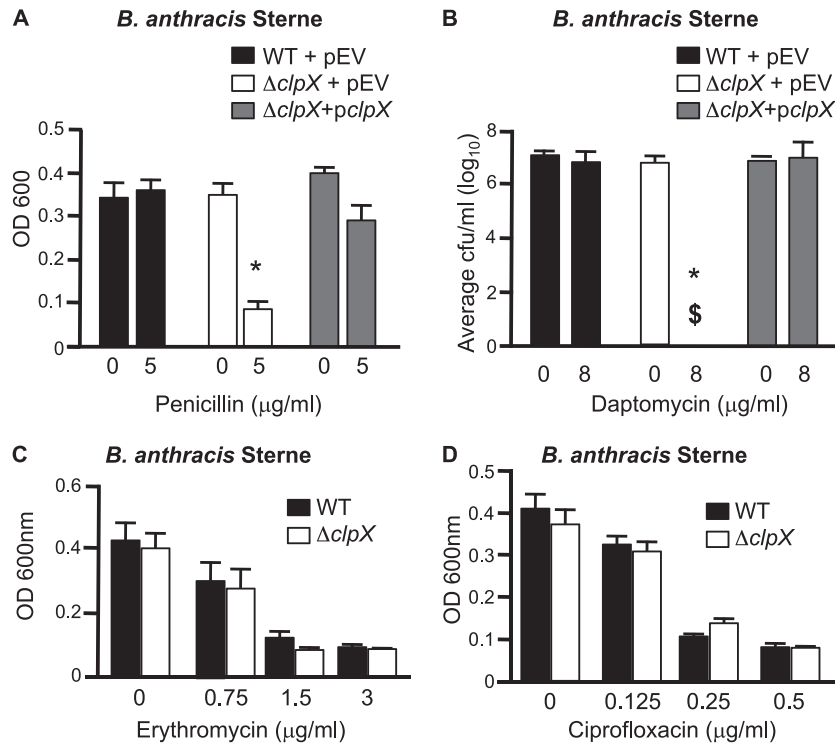 A B. anthracis Sterne
WT + pEV
ΔclpX + pEV
ΔclpX+pclpX
0.5
0.4
0.3
0.2
0.1
0
OD 600
*
0 5 0 5 0 5
Penicillin (μg/ml)
B B. anthracis Sterne
WT + pEV
ΔclpX + pEV
ΔclpX+pclpX
8
6
4
2
0
Average cfu/ml (log10)
*
$
0 8 0 8 0 8
Daptomycin (μg/ml)
C B. anthracis Sterne
WT
ΔclpX
0.6
0.4
0.2
0
OD 600nm
0 0.75 1.5 3
Erythromycin (μg/ml)
D B. anthracis Sterne
WT
ΔclpX
0.5
0.4
0.3
0.2
0.1
0
OD 600nm
0 0.125 0.25 0.5
Ciprofloxacin (μg/ml)